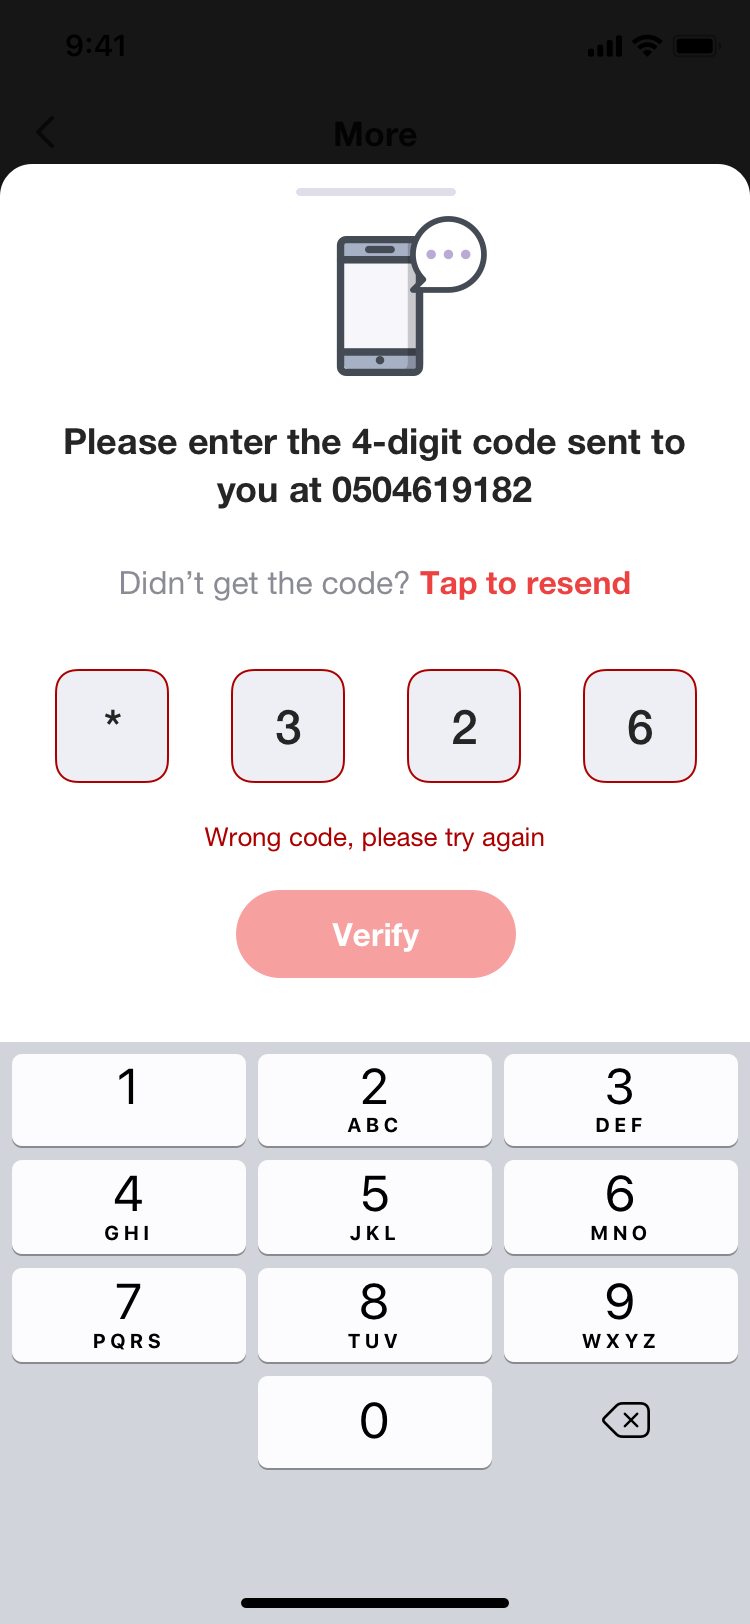 9:41
More
Please enter the 4-digit code sent to
you at 0504619182
Didn’t get the code? Tap to resend
* 3 2 6
Wrong code, please try again
Verify
1 2 3
ABC DEF
4 5 6
GHI JKL MNO
7 8 9
PQRS TUV WXYZ
0